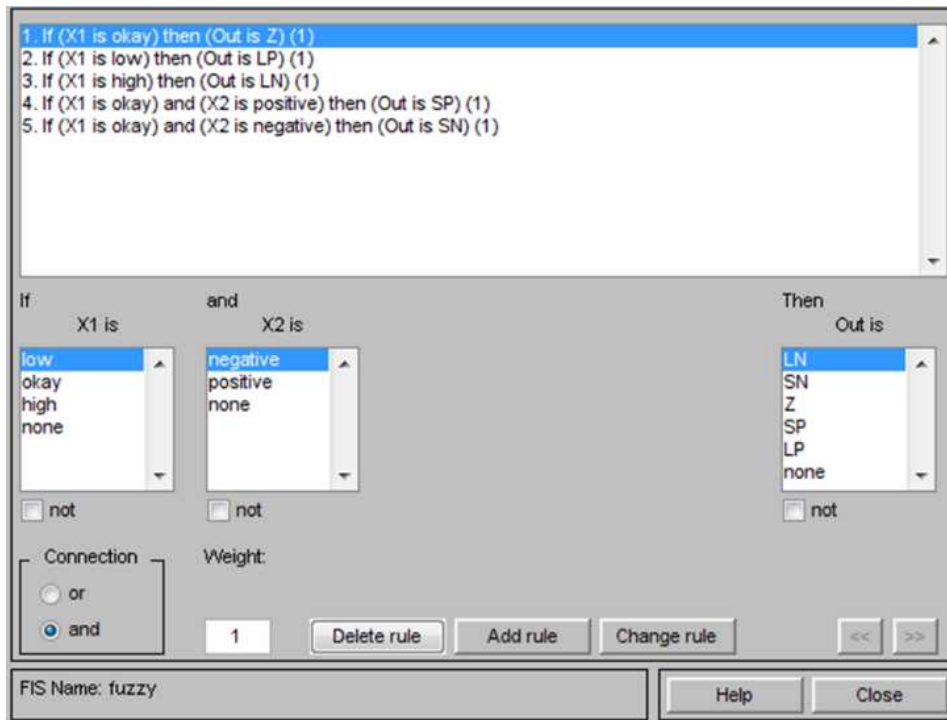 1. If (X1 is okay) then (Out is Z) (1)
2. If (X1 is low) then (Out is LP) (1)
3. If (X1 is high) then (Out is LN) (1)
4. If (X1 is okay) and (X2 is positive) then (Out is SP) (1)
5. If (X1 is okay) and (X2 is negative) then (Out is SN) (1)
If and Then
X1 is X2 is Out is
low negative LN
okay positive SN
high none Z
none SP
LP
none
not not not
Connection Weight:
or
and 1 Delete rule Add rule Change rule << >>
FIS Name: fuzzy Help Close